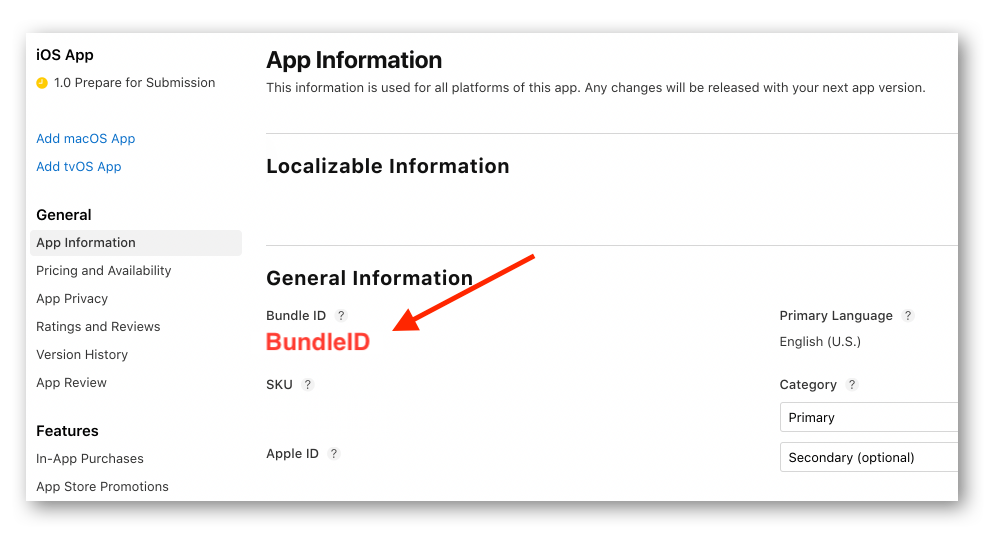 iOS App
1.0 Prepare for Submission
Add macOS App
Add tvOS App
General
App Information
Pricing and Availability
App Privacy
Ratings and Reviews
Version History
App Review
Features
In-App Purchases
App Store Promotions
App Information
This information is used for all platforms of this app. Any changes will be released with your next app version.
Localizable Information
General Information
Bundle ID ?
BundleID
SKU ?
Apple ID ?
Primary Language ?
English (U.S.)
Category ?
Primary
Secondary (optional)